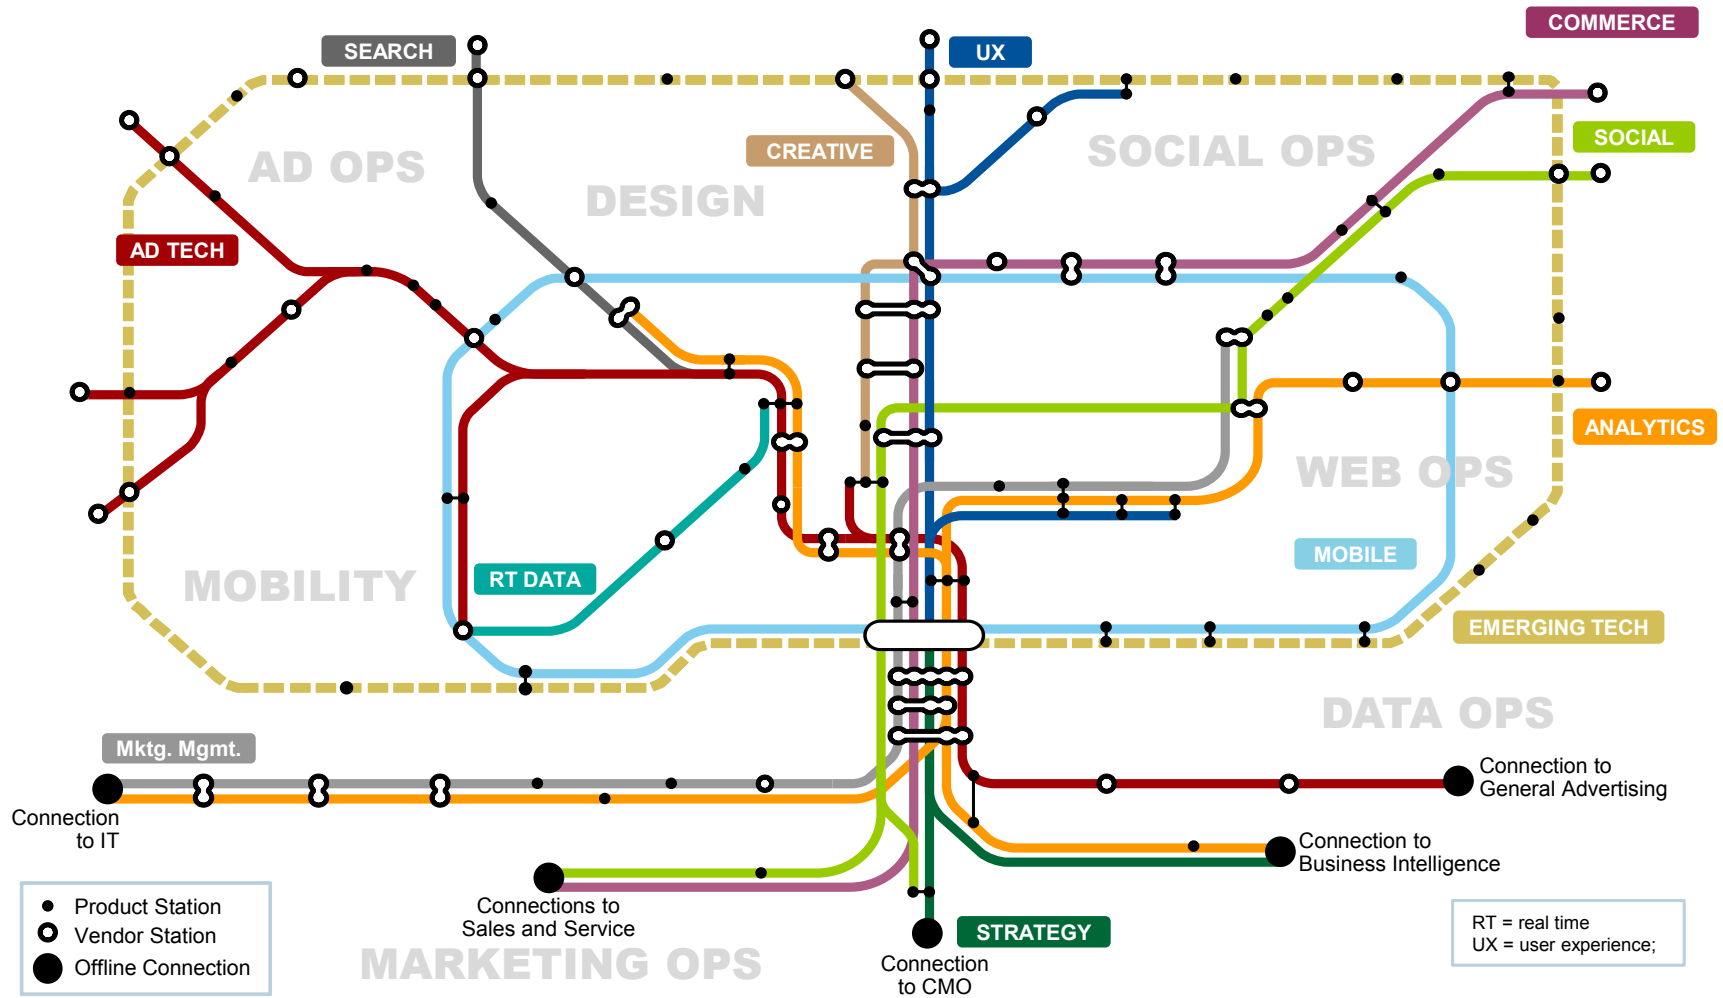 COMMERCE
SEARCH
UX
SOCIAL
CREATIVE
SOCIAL OPS
AD OPS
DESIGN
AD TECH
ANALYTICS
WEB OPS
MOBILE
RT DATA
MOBILITY
EMERGING TECH
DATA OPS
Mktg. Mgmt.
Connection to
General Advertising
Connection
to IT
Connection to
Business Intelligence
Product Station
Vendor Station
Offline Connection
Connections to
Sales and Service
STRATEGY
RT = real time
UX = user experience;
MARKETING OPS
Connection
to CMO